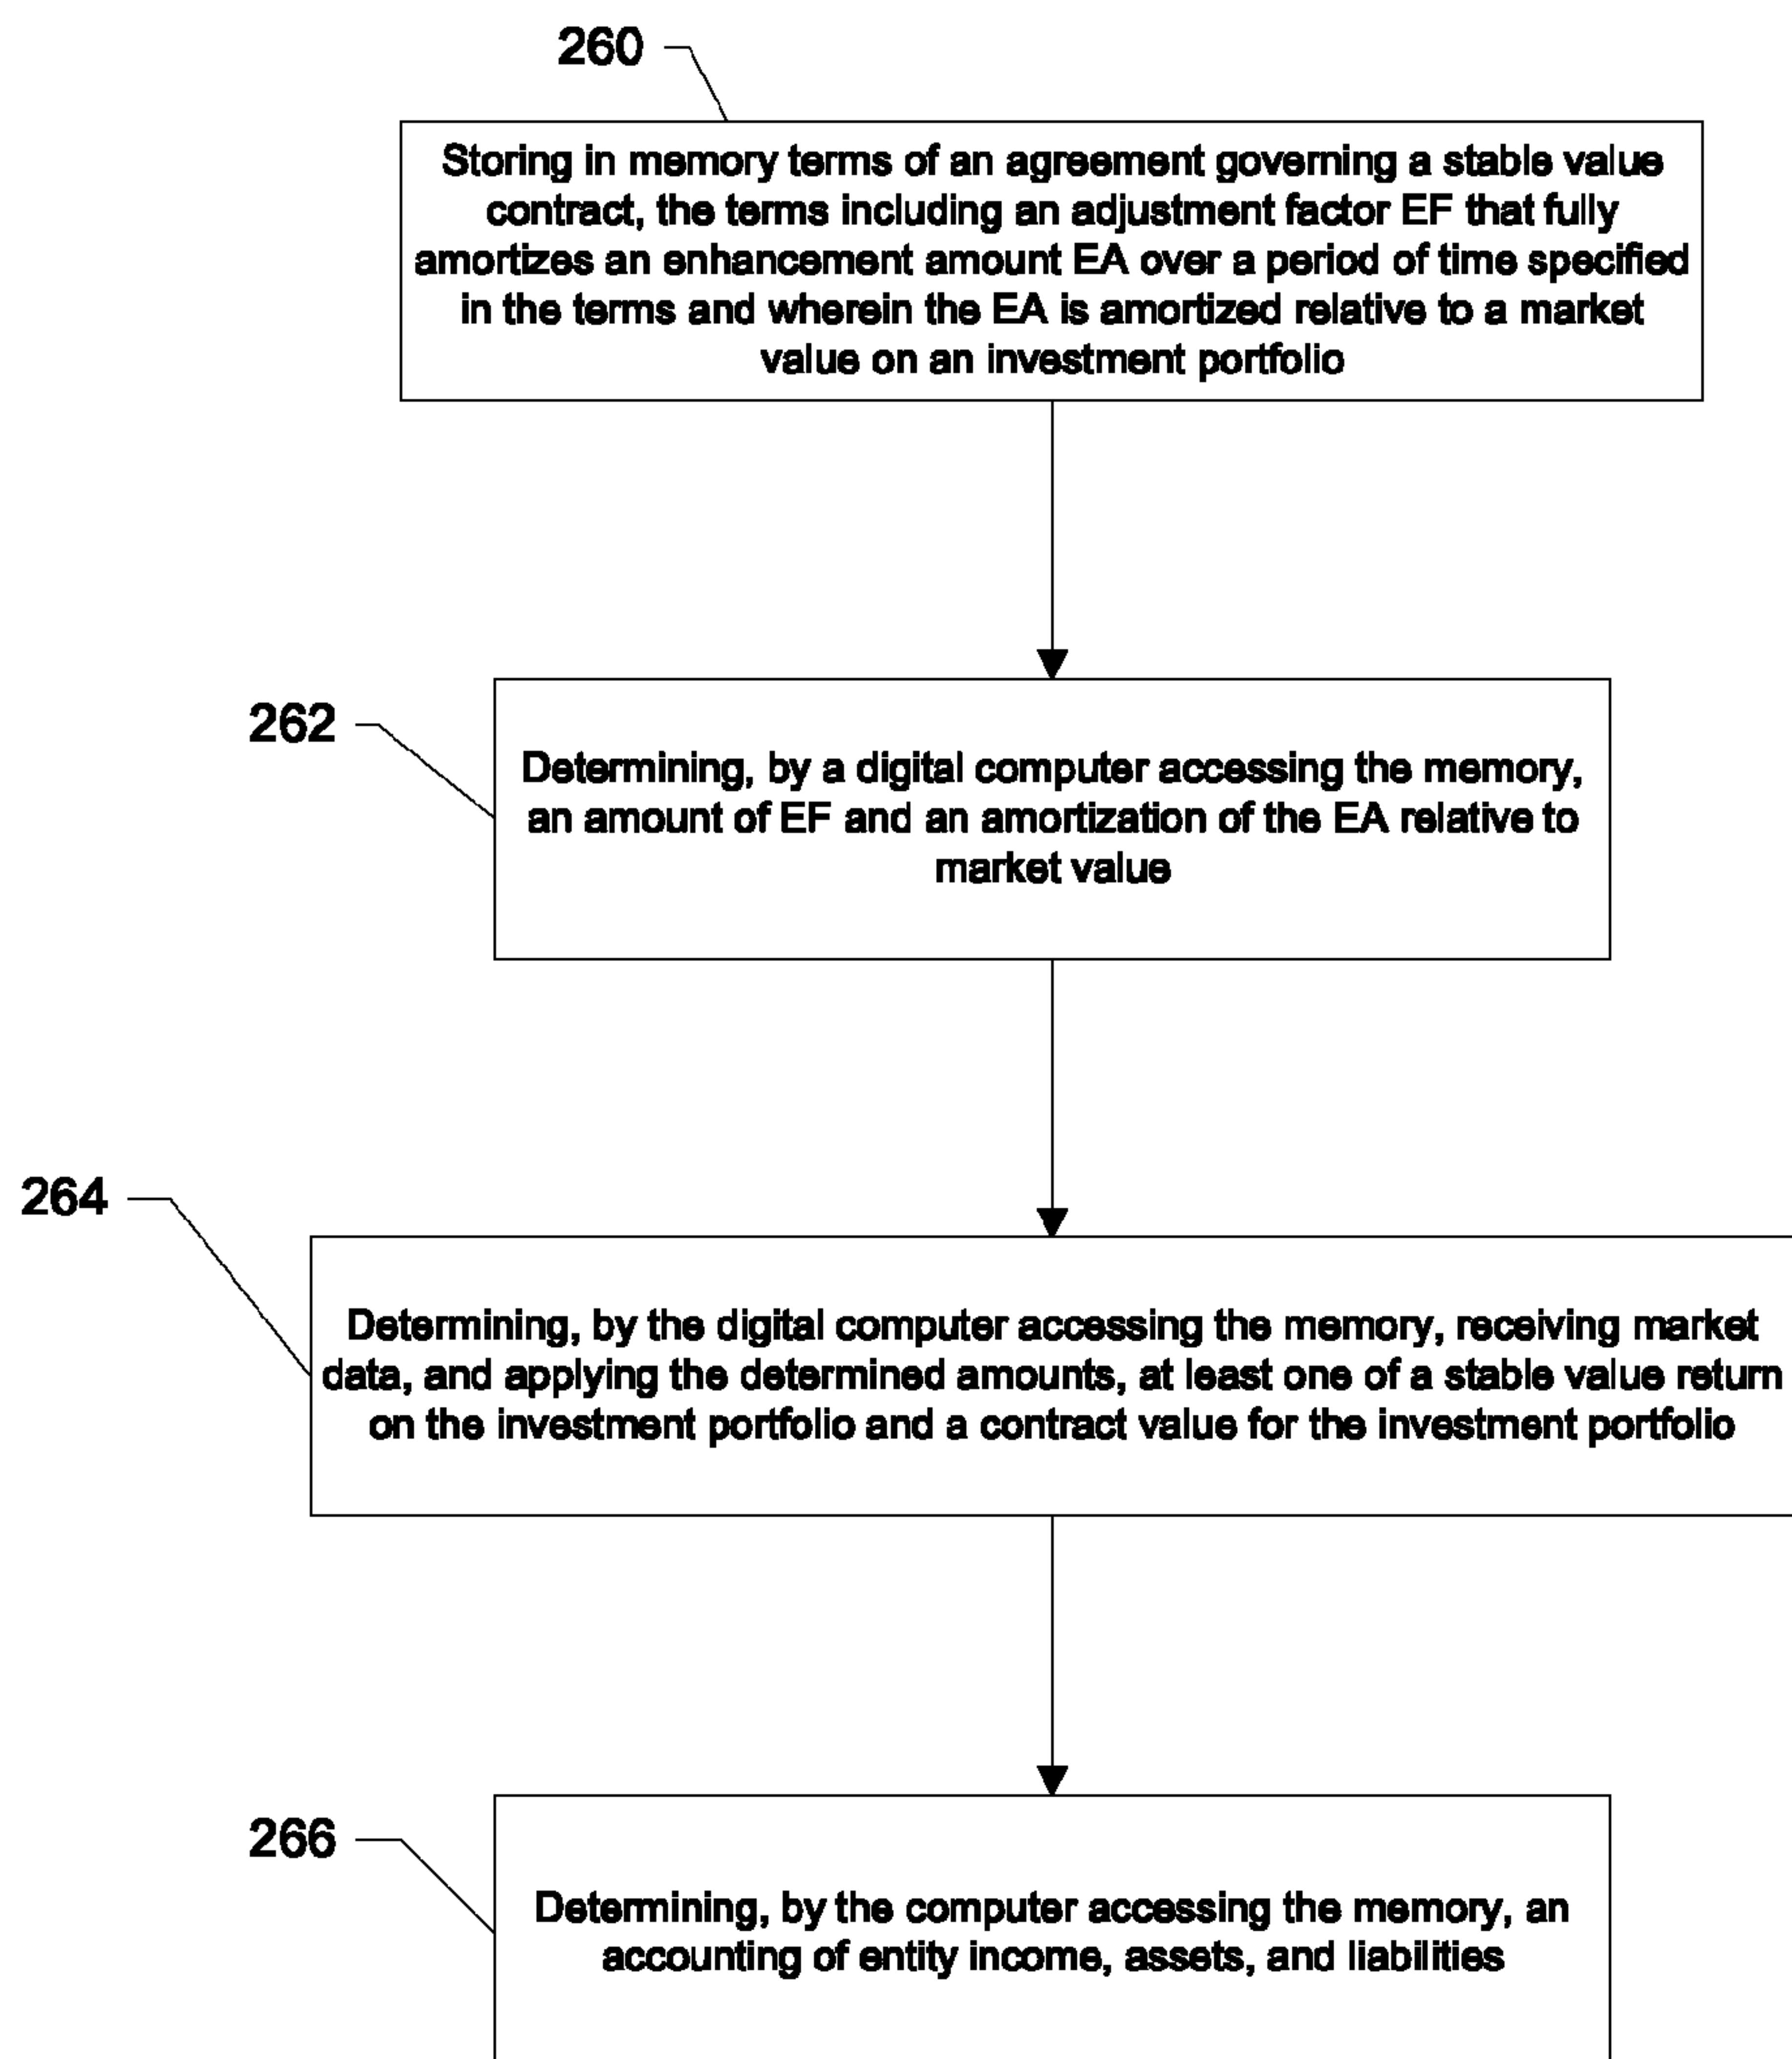 260
Storing in memory terms of an agreement governing a stable value
contract, the terms including an adjustment factor EF that fully
amortizes an enhancement amount EA over a period of time specified
in the terms and wherein the EA is amortized relative to a market
value on an investment portfolio
262
Determining, by a digital computer accessing the memory,
an amount of EF and an amortization of the EA relative to
market value
264
Determining, by the digital computer accessing the memory, receiving market
data, and applying the determined amounts, at least one of a stable value return
on the investment portfolio and a contract value for the investment portfolio
266
Determining, by the computer accessing the memory, an
accounting of entity income, assets, and liabilities